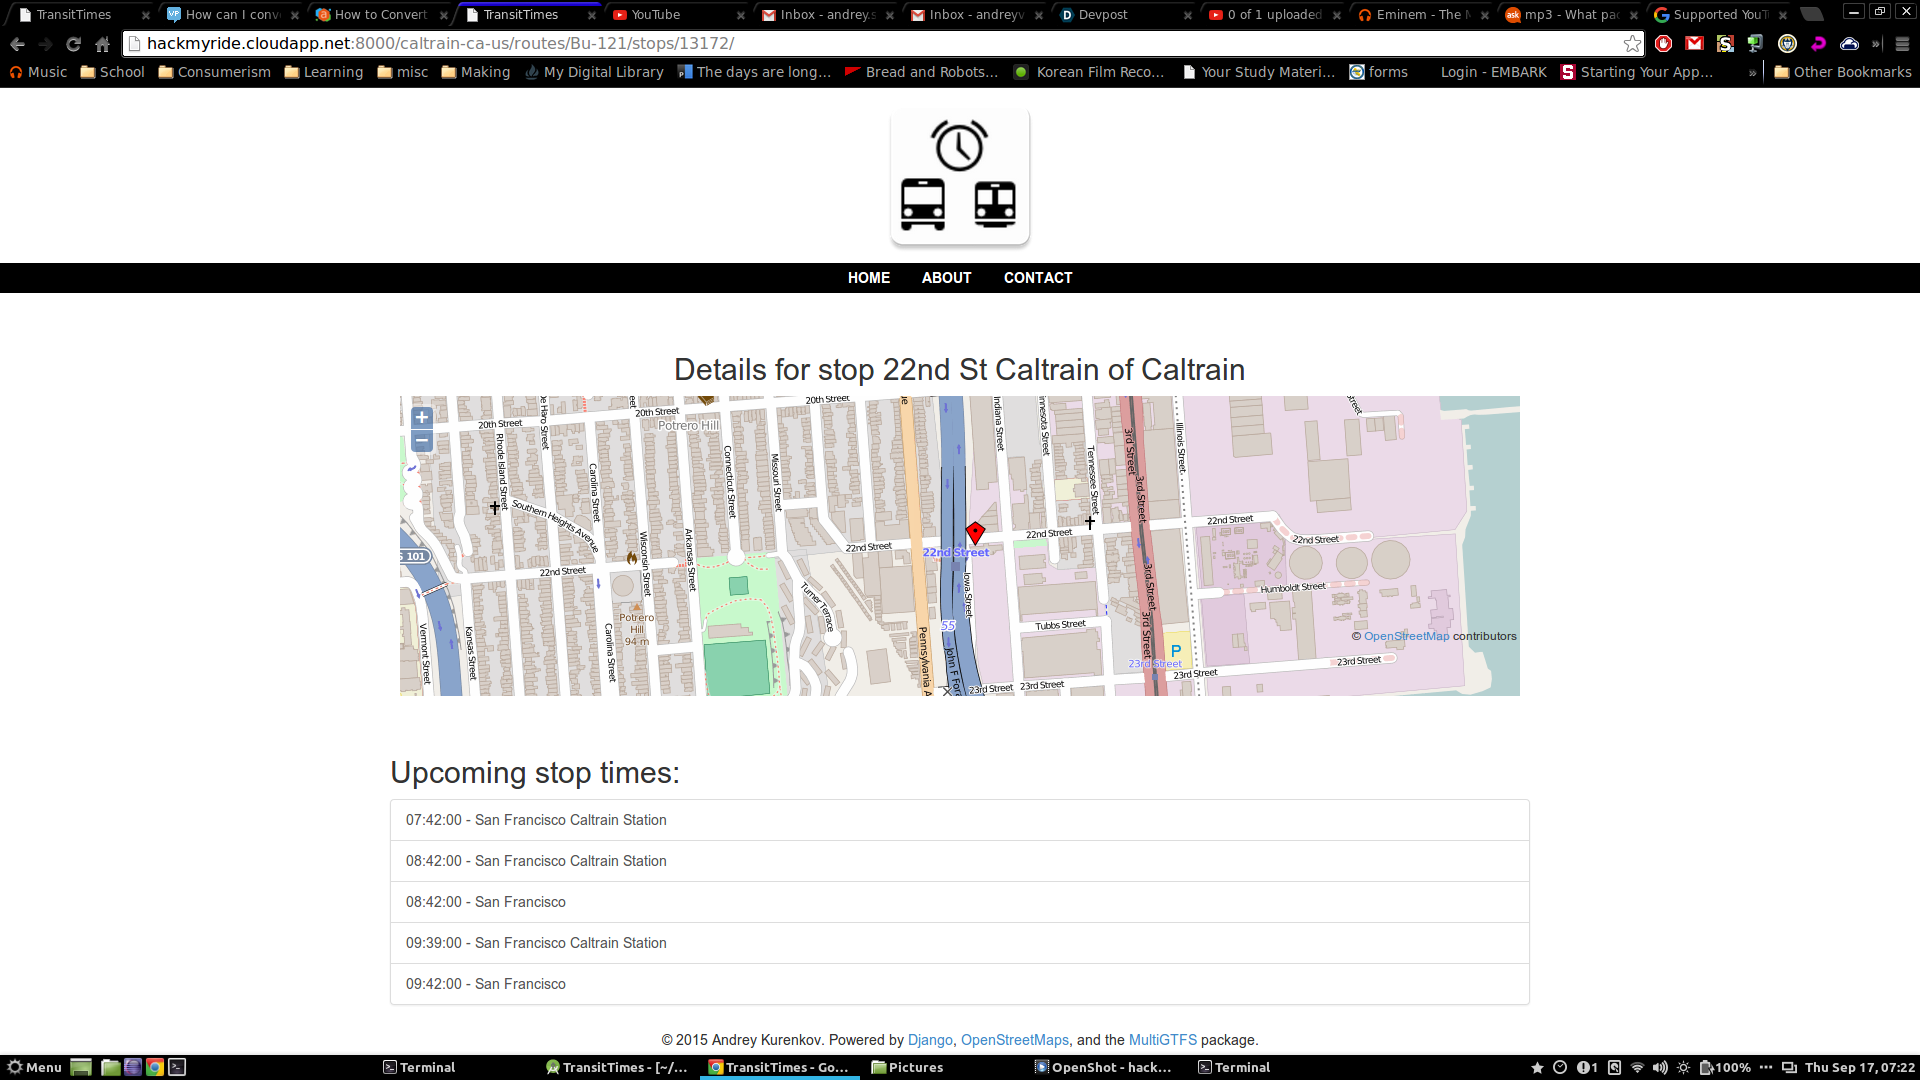 TransitTimes
How can I conv
How to Convert
TransitTimes
YouTube
Inbox - andrey.s
Inbox - andreyv
Devpost
0 of 1 uploaded
Eminem - The
mp3 - What pac
Supported YouT
hackmyride.cloudapp.net:8000/caltrain-ca-us/routes/Bu-121/stops/13172/
Music School Consumerism Learning misc Making My Digital Library The days are long... Bread and Robots... Korean Film Reco... Your Study Materi... forms Login - EMBARK Starting Your App... » Other Bookmarks
HOME ABOUT CONTACT
Details for stop 22nd St Caltrain of Caltrain
+
−
20th Street
20th Street
20th Street
Potrero Hill
Rhode Island Street
Carolina Street
Connecticut Street
Missouri Street
Indiana Street
Tennessee Street
3rd Street
3rd Street
Illinois Street
Southern Heights Avenue
Wisconsin Street
Arkansas Street
22nd Street
22nd Street
22nd Street
22nd Street
22nd Street
22nd Street
101
Iowa Street
Turner Terrace
3rd Street
3rd Street
Humboldt Street
Potrero
Hill
94 m
Vermont Street
Kansas Street
Carolina Street
55
Tubbs Street
© OpenStreetMap contributors
Pennsylvania A
John F For
P
23rd Street
23rd Street
23rd Street
23rd Street
23rd Street
Upcoming stop times:
07:42:00 - San Francisco Caltrain Station
08:42:00 - San Francisco Caltrain Station
08:42:00 - San Francisco
09:39:00 - San Francisco Caltrain Station
09:42:00 - San Francisco
© 2015 Andrey Kurenkov. Powered by Django, OpenStreetMaps, and the MultiGTFS package.
Menu Terminal TransitTimes - [~/... TransitTimes - Go... Pictures OpenShot - hack... Terminal 1 100% Thu Sep 17, 07:22